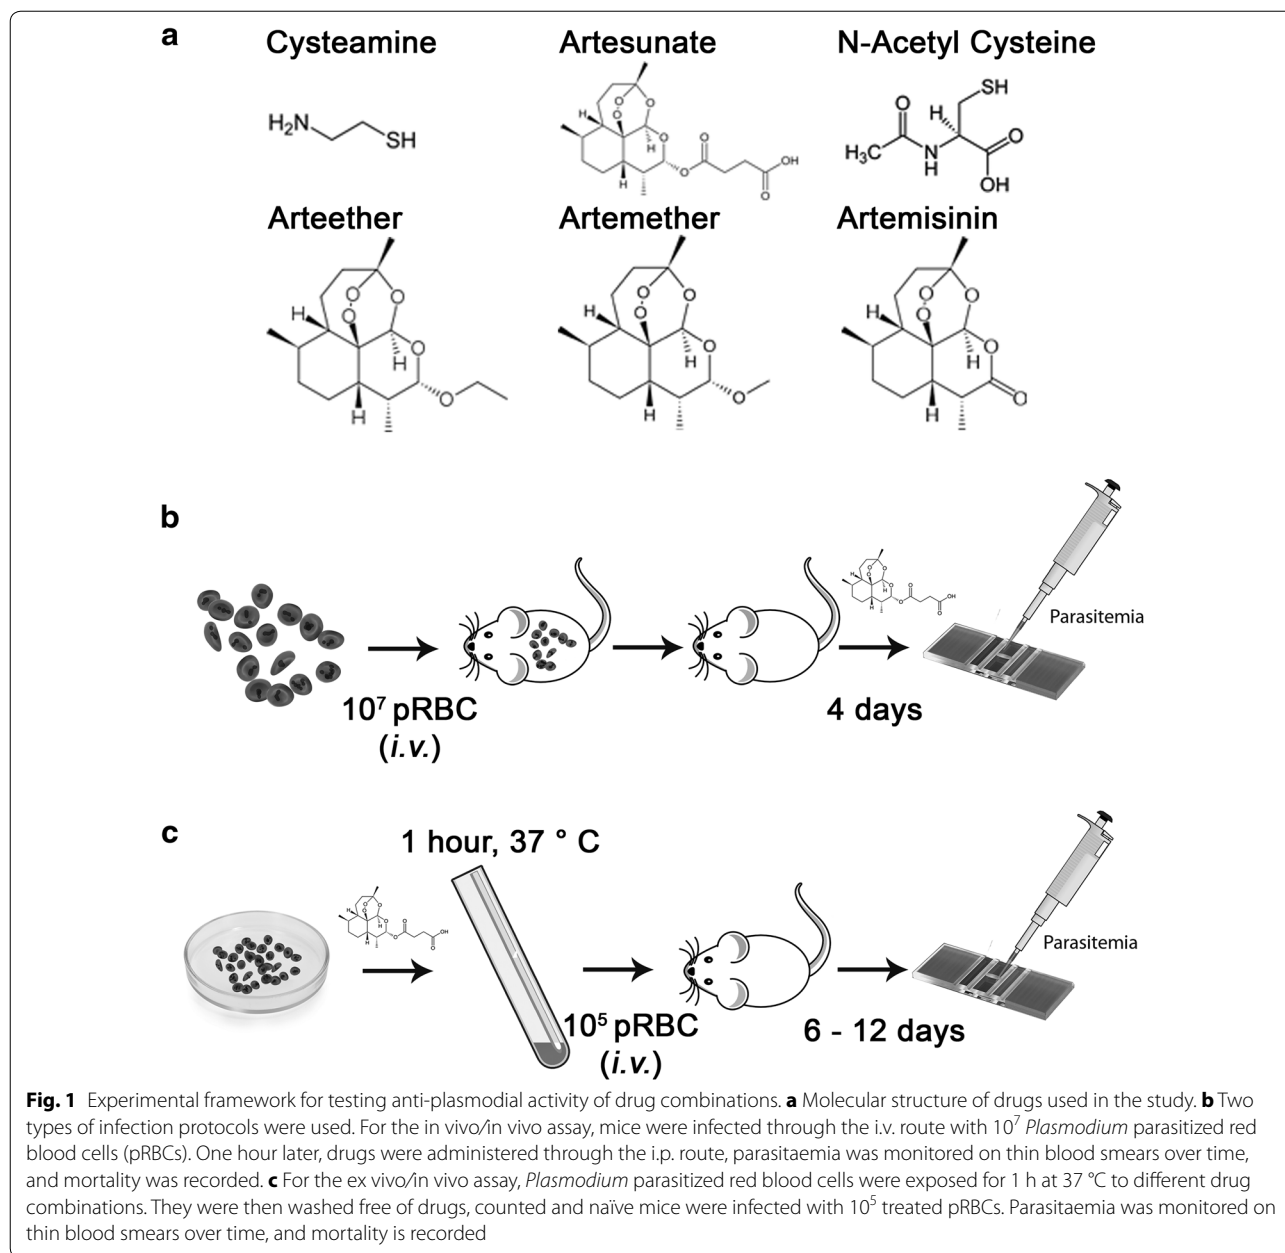 a
Cysteamine Artesunate N-Acetyl Cysteine
H₂N SH
O O H H O H O O OH
H₃C O N H H SH O OH
Arteether Artemether Artemisinin
H O O O H O O H
H O O O H O O H
H O O O H O O H
b
H O O O H O O H O O OH
Parasitemia
10⁷ pRBC
(i.v.)
4 days
c
1 hour, 37 ° C
H O O O H O O H O O OH
Parasitemia
10⁵ pRBC
(i.v.)
6 - 12 days
Fig. 1 Experimental framework for testing anti-plasmodial activity of drug combinations. a Molecular structure of drugs used in the study. b Two
types of infection protocols were used. For the in vivo/in vivo assay, mice were infected through the i.v. route with 10⁷ Plasmodium parasitized red
blood cells (pRBCs). One hour later, drugs were administered through the i.p. route, parasitaemia was monitored on thin blood smears over time,
and mortality was recorded. c For the ex vivo/in vivo assay, Plasmodium parasitized red blood cells were exposed for 1 h at 37 °C to different drug
combinations. They were then washed free of drugs, counted and naïve mice were infected with 10⁵ treated pRBCs. Parasitaemia was monitored on
thin blood smears over time, and mortality is recorded